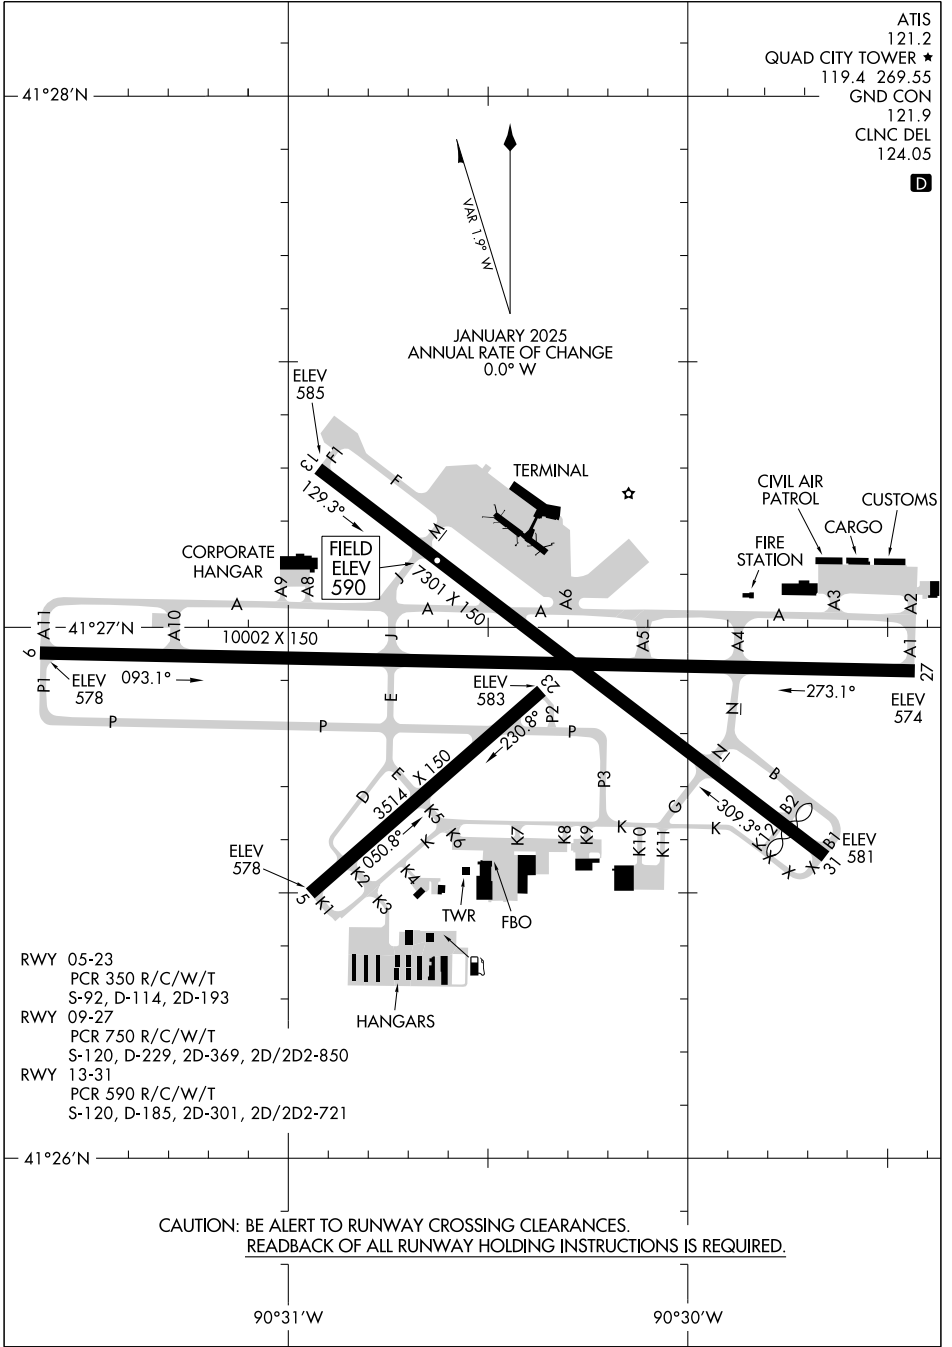 ATIS
121.2
QUAD CITY TOWER ★
119.4 269.55
GND CON
121.9
CLNC DEL
124.05
D
41°28'N
VAR 1.9° W
JANUARY 2025
ANNUAL RATE OF CHANGE
0.0° W
ELEV
585
13
F1
F
129.3°
TERMINAL
M
CIVIL AIR
PATROL
CUSTOMS
CARGO
FIRE
STATION
CORPORATE
HANGAR
FIELD
ELEV
590
J
7301 X 150
A9
A8
A
A
A
A6
A
A3
A2
A11
41°27'N
A10
10002 X 150
J
A5
A4
A1
9
27
P1
ELEV
578
093.1°
ELEV
583
23
273.1°
ELEV
574
E
N
P
P
P2
P
230.8°
N
B
E
D
3514 X 150
P3
G
309.3°
B2
K5
K
K6
K7
K8
K9
K
K10
K11
K
K12
B1
ELEV
581
31
X
X
X
ELEV
578
050.8°
K2
K4
K3
5
K1
TWR
FBO
HANGARS
RWY 05-23
PCR 350 R/C/W/T
S-92, D-114, 2D-193
RWY 09-27
PCR 750 R/C/W/T
S-120, D-229, 2D-369, 2D/2D2-850
RWY 13-31
PCR 590 R/C/W/T
S-120, D-185, 2D-301, 2D/2D2-721
41°26'N
CAUTION: BE ALERT TO RUNWAY CROSSING CLEARANCES.
READBACK OF ALL RUNWAY HOLDING INSTRUCTIONS IS REQUIRED.
90°31'W
90°30'W